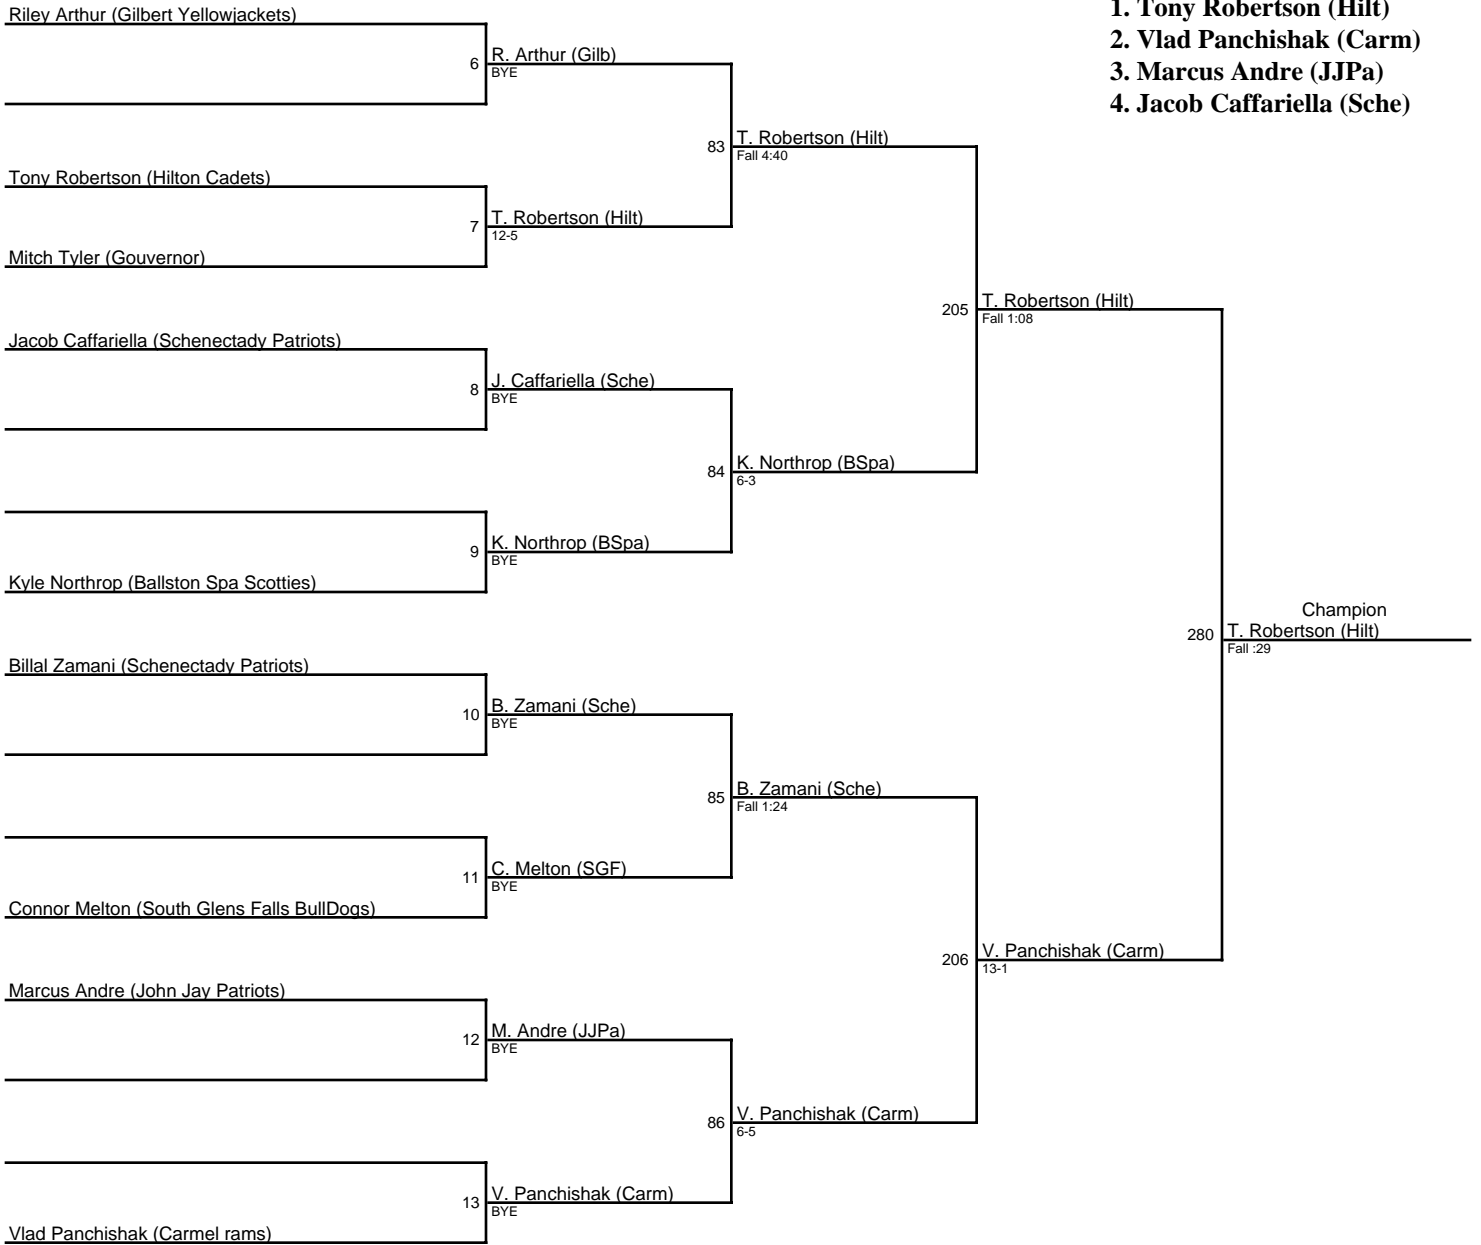 1. Tony Robertson (Hilt)
2. Vlad Panchishak (Carm)
3. Marcus Andre (JJPa)
4. Jacob Caffariella (Sche)
Riley Arthur (Gilbert Yellowjackets)
6 R. Arthur (Gilb)
BYE
83 T. Robertson (Hilt)
Fall 4:40
Tony Robertson (Hilton Cadets)
7 T. Robertson (Hilt)
12-5
Mitch Tyler (Gouvernor)
205 T. Robertson (Hilt)
Fall 1:08
Jacob Caffariella (Schenectady Patriots)
8 J. Caffariella (Sche)
BYE
84 K. Northrop (BSpa)
6-3
9 K. Northrop (BSpa)
BYE
Kyle Northrop (Ballston Spa Scotties)
Champion
280 T. Robertson (Hilt)
Fall :29
Billal Zamani (Schenectady Patriots)
10 B. Zamani (Sche)
BYE
85 B. Zamani (Sche)
Fall 1:24
11 C. Melton (SGF)
BYE
Connor Melton (South Glens Falls BullDogs)
206 V. Panchishak (Carm)
13-1
Marcus Andre (John Jay Patriots)
12 M. Andre (JJPa)
BYE
86 V. Panchishak (Carm)
6-5
13 V. Panchishak (Carm)
BYE
Vlad Panchishak (Carmel rams)